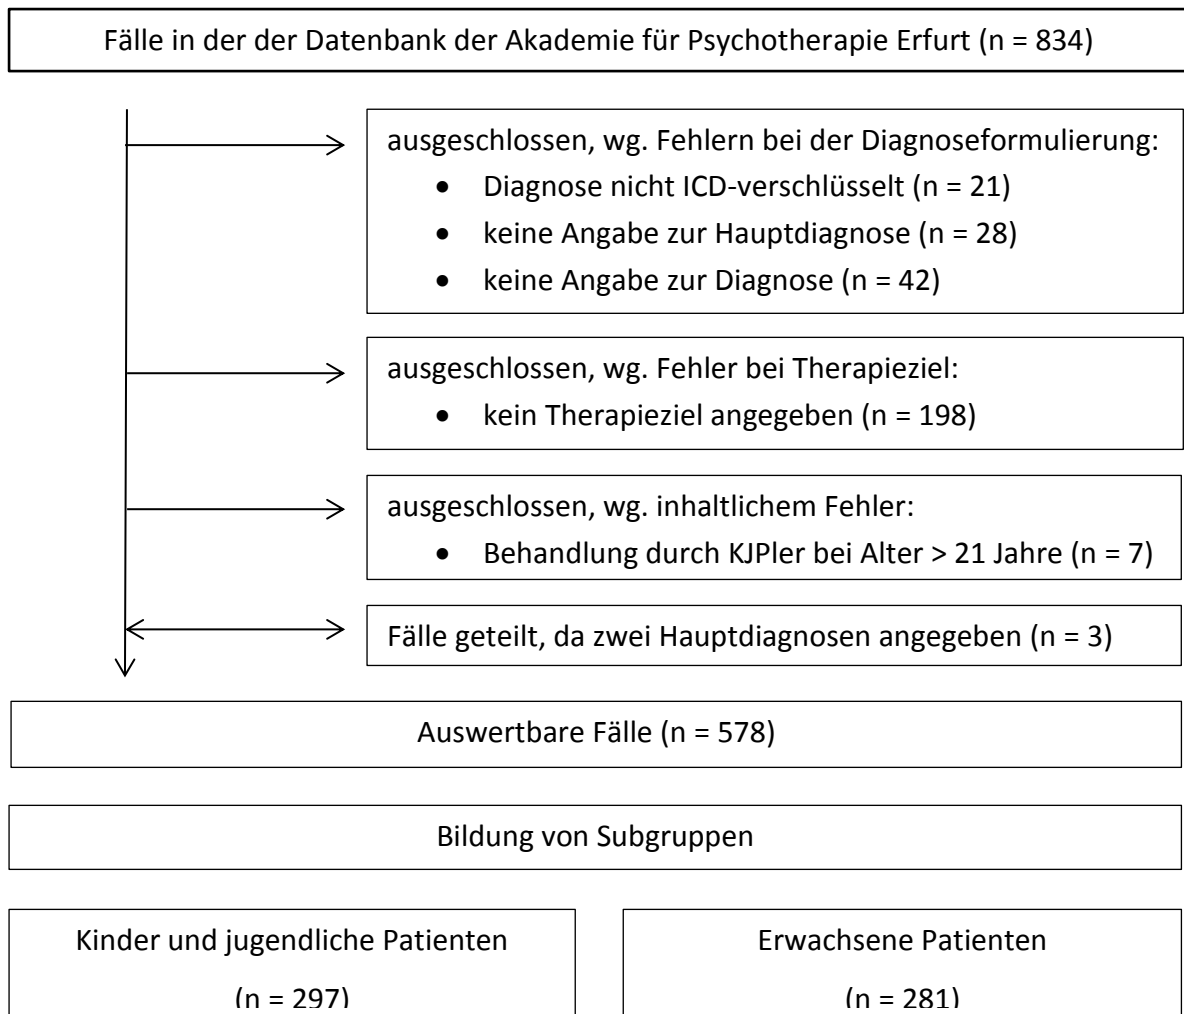 Fälle in der der Datenbank der Akademie für Psychotherapie Erfurt (n = 834)
ausgeschlossen, wg. Fehlern bei der Diagnoseformulierung:
• Diagnose nicht ICD-verschlüsselt (n = 21)
• keine Angabe zur Hauptdiagnose (n = 28)
• keine Angabe zur Diagnose (n = 42)
ausgeschlossen, wg. Fehler bei Therapieziel:
• kein Therapieziel angegeben (n = 198)
ausgeschlossen, wg. inhaltlichem Fehler:
• Behandlung durch KJPler bei Alter > 21 Jahre (n = 7)
Fälle geteilt, da zwei Hauptdiagnosen angegeben (n = 3)
Auswertbare Fälle (n = 578)
Bildung von Subgruppen
Kinder und jugendliche Patienten
(n = 297)
Erwachsene Patienten
(n = 281)